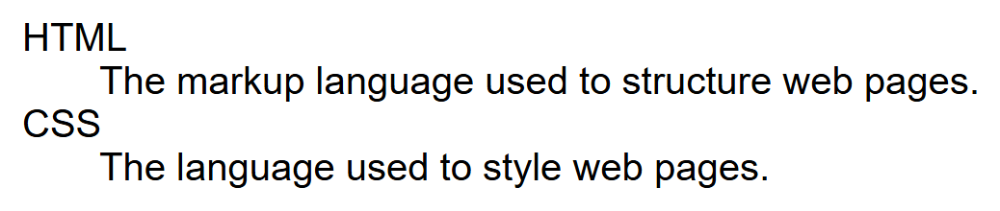 HTML
The markup language used to structure web pages.
CSS
The language used to style web pages.